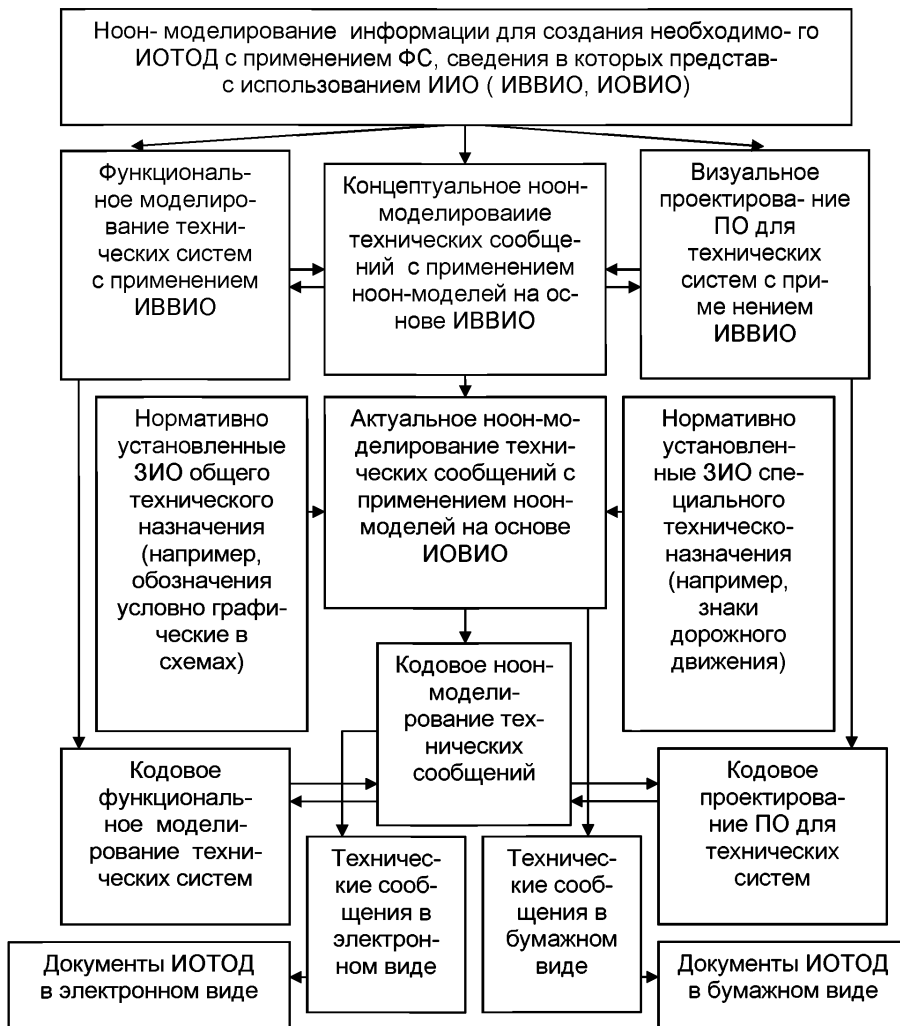 Ноон- моделирование информации для создания необходимо- го
ИОТОД с применением ФС, сведения в которых представ-
с использованием ИИО ( ИВВИО, ИОВИО)
Функциональ-
ное моделиро-
вание техни-
ческих систем
с применением
ИВВИО
Концептуальное ноон-
моделироваиие
технических сообще-
ний с применением
ноон-моделей на ос-
нове ИВВИО
Визуальное
проектирова- ние
ПО для
технических
систем с при-
ме нением
ИВВИО
Нормативно
установленные
ЗИО общего
технического
назначения
(например,
обозначения
условно графи-
ческие в
схемах)
Актуальное ноон-мо-
делирование техни-
ческих сообщений с
применением ноон-
моделей на основе
ИОВИО
Нормативно
установлен-
ные ЗИО спе-
циального
техническо-
назначения
(например,
знаки
дорожного
движения)
Кодовое ноон-
модели-
рование тех-
нических
сообщений
Кодовое
функциональ-
ное модели-
рование техни-
ческих систем
Кодовое
проектирова-
ние ПО для
технических
систем
Техничес-
кие сооб-
щения в
электрон-
ном виде
Техничес-
кие сооб-
щения в
бумажном
виде
Документы ИОТОД
в электронном виде
Документы ИОТОД
в бумажном виде